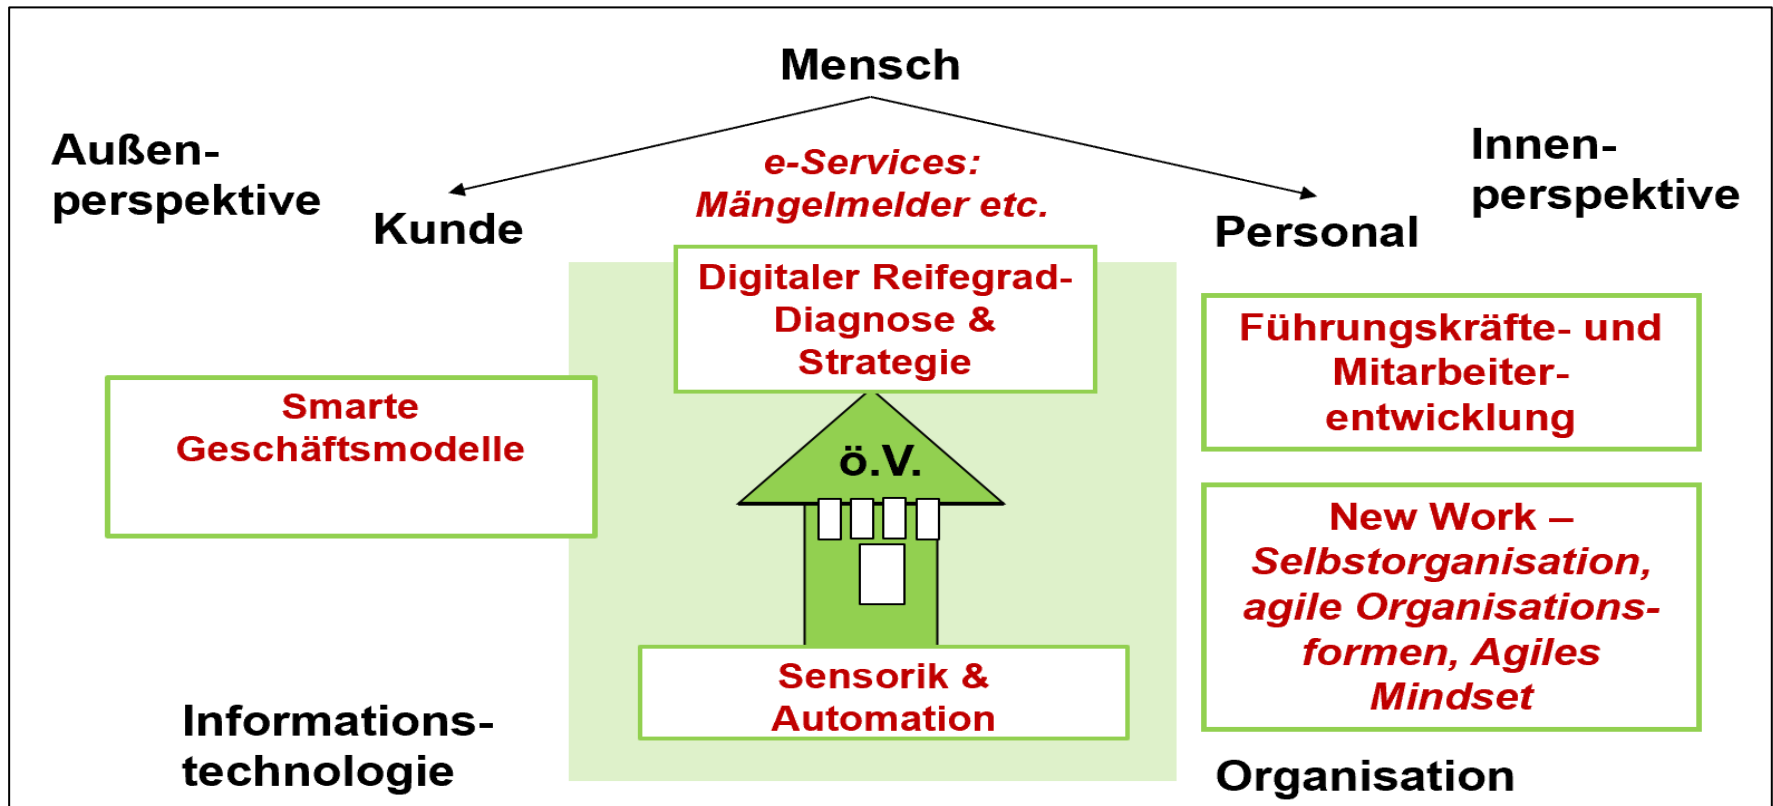 Mensch
Außen-
perspektive
Innen-
perspektive
e-Services:
Mängelmelder etc.
Kunde
Personal
Digitaler Reifegrad-
Diagnose &
Strategie
Führungskräfte- und
Mitarbeiter-
entwicklung
Smarte
Geschäftsmodelle
ö.V.
New Work –
Selbstorganisation,
agile Organisations-
formen, Agiles
Mindset
Sensorik &
Automation
Informations-
technologie
Organisation